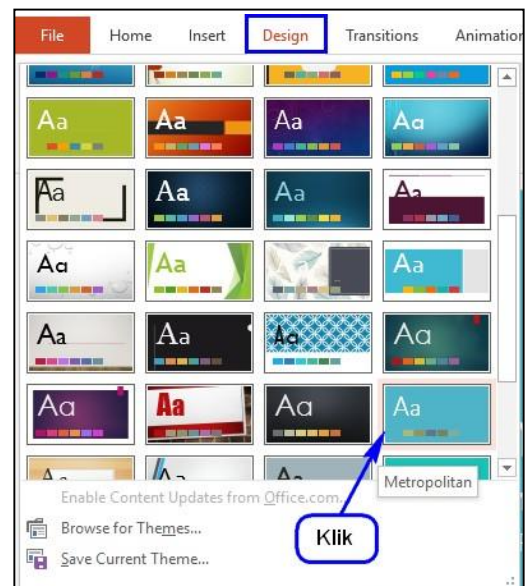 File Home Insert Design Transitions Animation
Aa Aa Aa Aa
Aa Aa Aa Aa
Aa Aa Aa
Aa Aa Aa Aa
Aa Aa Aa Aa
Aa Aa Aa
Metropolitan
Enable Content Updates from Office.com...
Klik
Browse for Themes...
Save Current Theme...